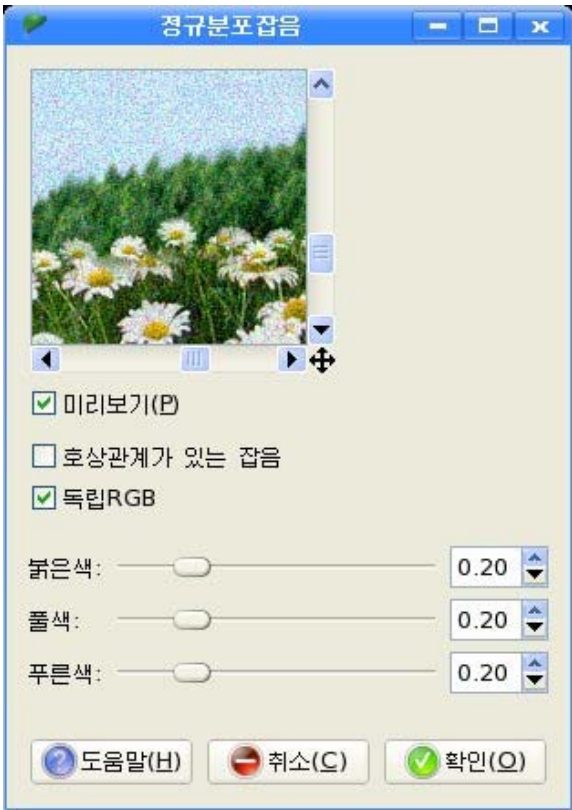 정규분포잡음
미리보기(P)
호상관계가 있는 잡음
독립RGB
붉은색: 0.20
풀색: 0.20
푸른색: 0.20
도움말(H) 취소(C) 확인(O)